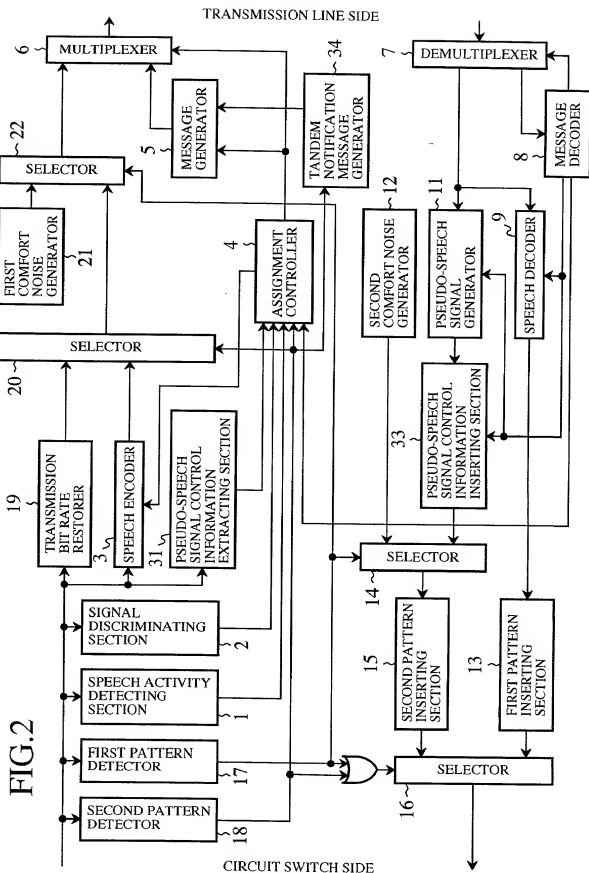 FIG.2
TRANSMISSION LINE SIDE
6
MULTIPLEXER
7
DEMULTIPLEXER
22
SELECTOR
5
MESSAGE
GENERATOR
34
TANDEM
NOTIFICATION
MESSAGE
GENERATOR
8
MESSAGE
DECODER
FIRST
COMFORT
NOISE
GENERATOR
21
4
ASSIGNMENT
CONTROLLER
12
SECOND
COMFORT NOISE
GENERATOR
11
PSEUDO-SPEECH
SIGNAL
GENERATOR
9
SPEECH DECODER
SELECTOR
20
33
PSEUDO-SPEECH
SIGNAL CONTROL
INFORMATION
INSERTING SECTION
19
TRANSMISSION
BIT RATE
RESTORER
3
SPEECH ENCODER
31
PSEUDO-SPEECH
SIGNAL CONTROL
INFORMATION
EXTRACTING SECTION
SELECTOR
14
SIGNAL
DISCRIMINATING
SECTION
2
SPEECH ACTIVITY
DETECTING
SECTION
1
15
SECOND PATTERN
INSERTING
SECTION
13
FIRST PATTERN
INSERTING
SECTION
FIRST PATTERN
DETECTOR
17
SECOND PATTERN
DETECTOR
18
SELECTOR
16
CIRCUIT SWITCH SIDE